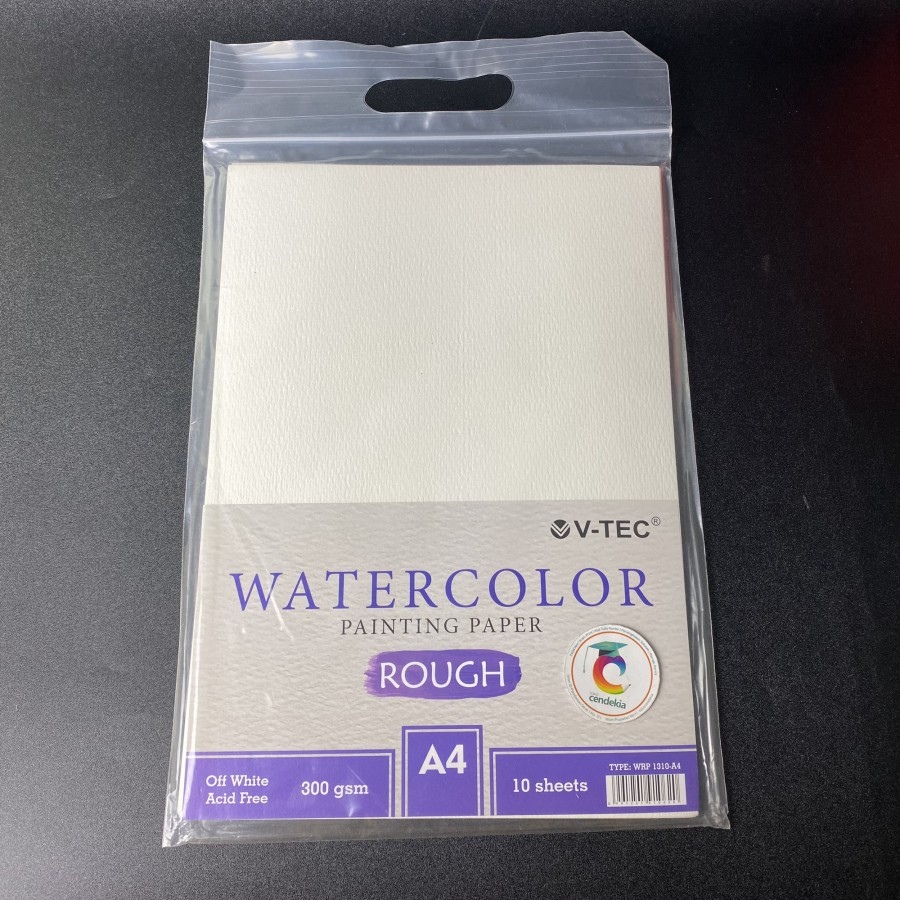 V-TEC®
WATERCOLOR
PAINTING PAPER
ROUGH
cendekia
A4
Off White
Acid Free
300 gsm
10 sheets
TYPE: WRP 1310-A4